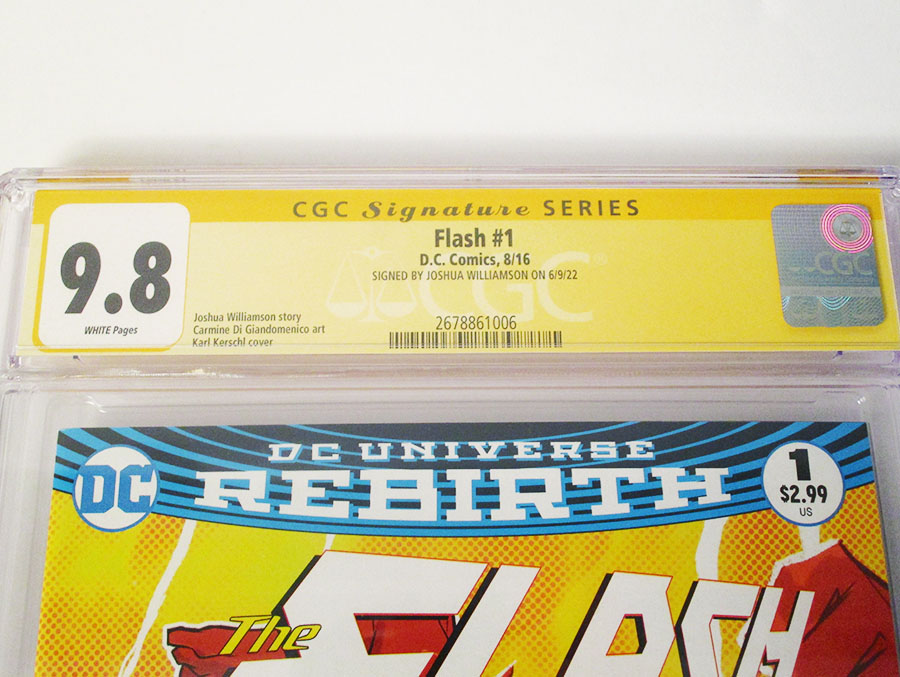 CGC Signature SERIES
9.8
WHITE Pages
Flash #1
D.C. Comics, 8/16
SIGNED BY JOSHUA WILLIAMSON ON 6/9/22
Joshua Williamson story
Carmine Di Giandomenico art
Karl Kerschl cover
CGC
2678861006
CGC
DC UNIVERSE
REBIRTH
DC
1
$2.99
US
The
FLASH